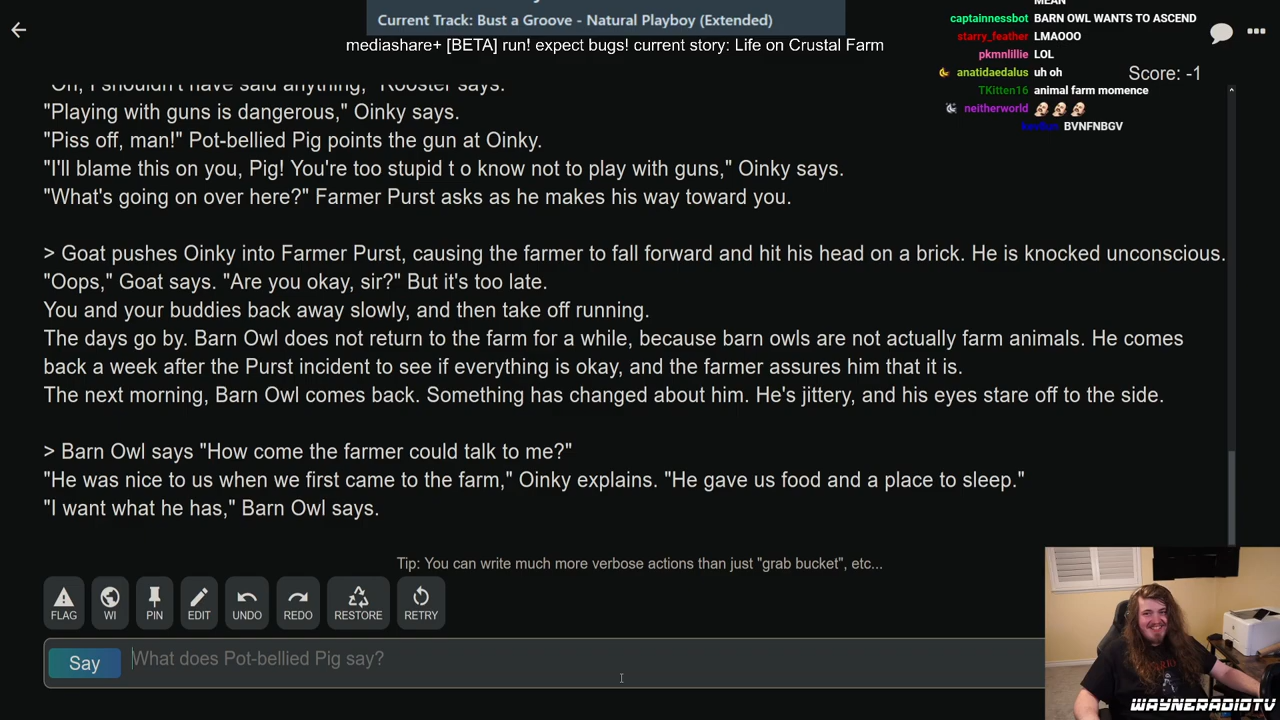 Current Track: Bust a Groove - Natural Playboy (Extended)
mediashare+ [BETA] run! expect bugs! current story: Life on Crustal Farm
MEAN
captainnessbot BARN OWL WANTS TO ASCEND
starry_feather LMAOOO
pkmnlillie LOL
anatidaedalus uh oh
TKitten16 animal farm momence
neitherworld
BVNFNBGV
Score: -1
"Oh, I shouldn't have said anything," Rooster says.
"Playing with guns is dangerous," Oinky says.
"Piss off, man!" Pot-bellied Pig points the gun at Oinky.
"I'll blame this on you, Pig! You're too stupid t o know not to play with guns," Oinky says.
"What's going on over here?" Farmer Purst asks as he makes his way toward you.
> Goat pushes Oinky into Farmer Purst, causing the farmer to fall forward and hit his head on a brick. He is knocked unconscious.
"Oops," Goat says. "Are you okay, sir?" But it's too late.
You and your buddies back away slowly, and then take off running.
The days go by. Barn Owl does not return to the farm for a while, because barn owls are not actually farm animals. He comes
back a week after the Purst incident to see if everything is okay, and the farmer assures him that it is.
The next morning, Barn Owl comes back. Something has changed about him. He's jittery, and his eyes stare off to the side.
> Barn Owl says "How come the farmer could talk to me?"
"He was nice to us when we first came to the farm," Oinky explains. "He gave us food and a place to sleep."
"I want what he has," Barn Owl says.
Tip: You can write much more verbose actions than just "grab bucket", etc...
FLAG WI PIN EDIT UNDO REDO RESTORE RETRY
Say What does Pot-bellied Pig say?
WAYNERADIOTV